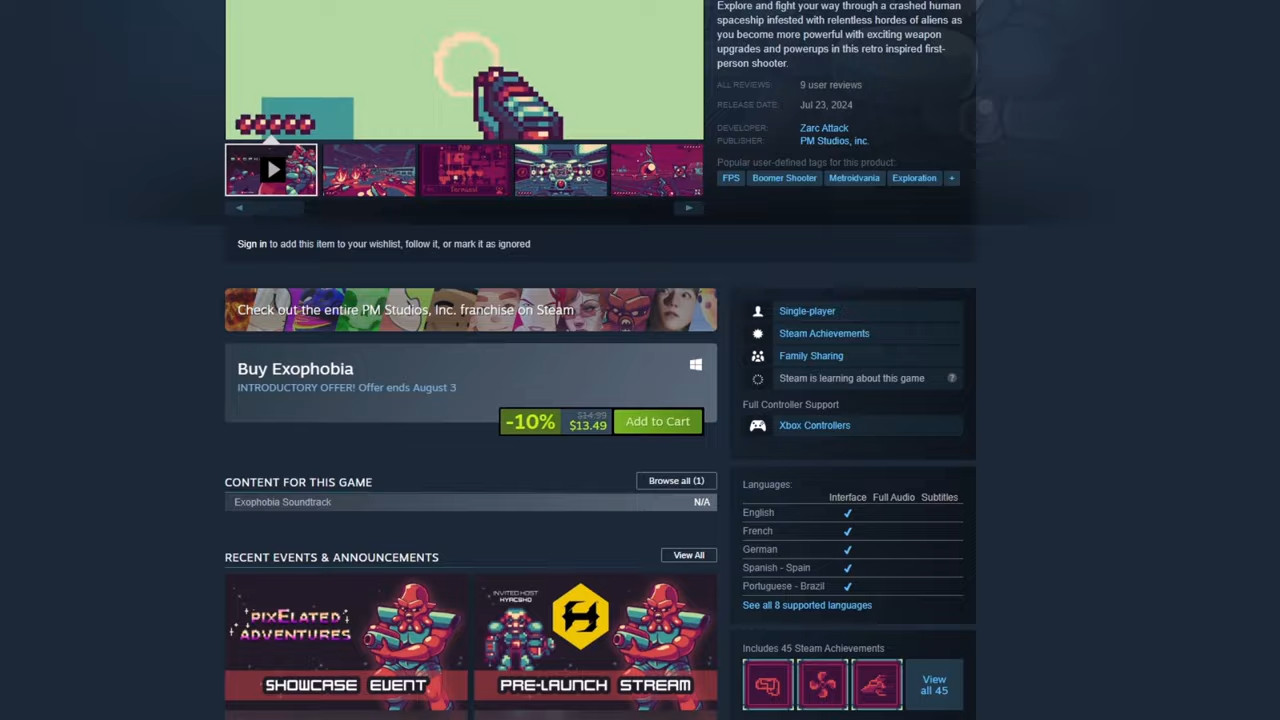 Explore and fight your way through a crashed human
spaceship infested with relentless hordes of aliens as
you become more powerful with exciting weapon
upgrades and powerups in this retro inspired first-
person shooter.
ALL REVIEWS: 9 user reviews
RELEASE DATE: Jul 23, 2024
DEVELOPER: Zarc Attack
PUBLISHER: PM Studios, inc.
Popular user-defined tags for this product:
FPS Boomer Shooter Metroidvania Exploration +
Sign in to add this item to your wishlist, follow it, or mark it as ignored
Check out the entire PM Studios, Inc. franchise on Steam
Buy Exophobia
INTRODUCTORY OFFER! Offer ends August 3
-10% $14.99 $13.49 Add to Cart
CONTENT FOR THIS GAME Browse all (1)
Exophobia Soundtrack N/A
RECENT EVENTS & ANNOUNCEMENTS View All
PIXELATED
ADVENTURES
SHOWCASE EVENT
INVITED HOST
HYACSHO
PRE-LAUNCH STREAM
Single-player
Steam Achievements
Family Sharing
Steam is learning about this game ?
Full Controller Support
Xbox Controllers
Languages:
Interface Full Audio Subtitles
English ✔
French ✔
German ✔
Spanish - Spain ✔
Portuguese - Brazil ✔
See all 8 supported languages
Includes 45 Steam Achievements
View
all 45